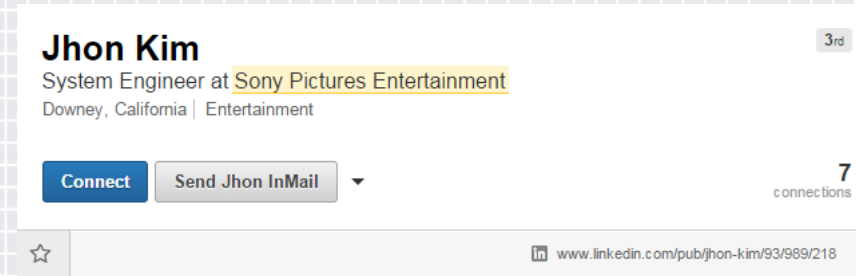 Jhon Kim
3rd
System Engineer at Sony Pictures Entertainment
Downey, California | Entertainment
Connect
Send Jhon InMail
7
connections
in www.linkedin.com/pub/jhon-kim/93/989/218